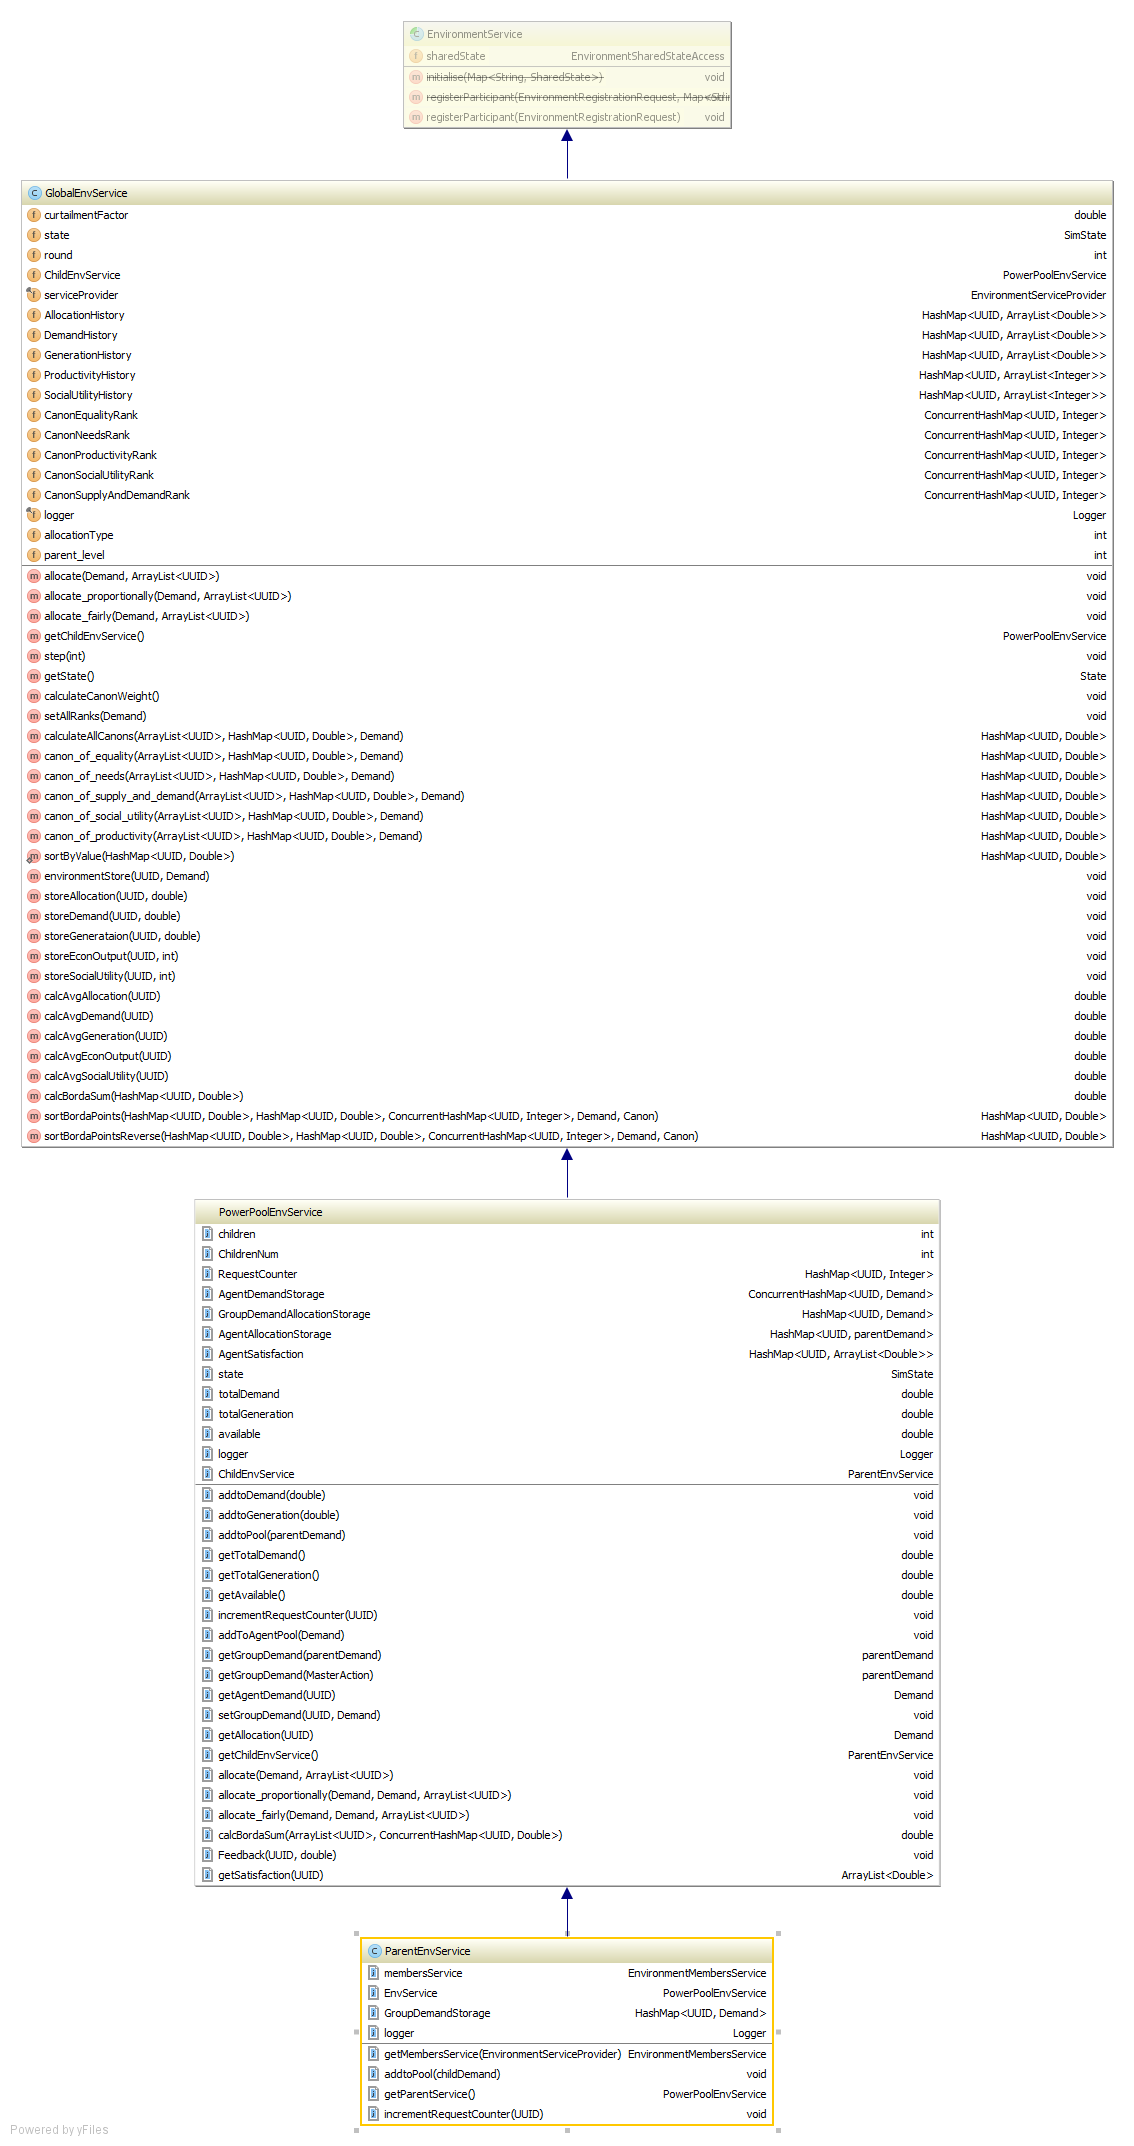 EnvironmentService
sharedState EnvironmentSharedStateAccess
initialise(Map<String, SharedState>) void
registerParticipant(EnvironmentRegistrationRequest,
registerParticipant(EnvironmentRegistrationRequest) void
GlobalEnvService
curtailmentFactor double
state SimState
round int
ChildEnvService PowerPoolEnvService
serviceProvider EnvironmentServiceProvider
AllocationHistory HashMap<UUID, ArrayList<Double>>
DemandHistory HashMap<UUID, ArrayList<Double>>
GenerationHistory HashMap<UUID, ArrayList<Double>>
ProductivityHistory HashMap<UUID, ArrayList<Integer>>
SocialUtilityHistory HashMap<UUID, ArrayList<Integer>>
CanonEqualityRank ConcurrentHashMap<UUID, Integer>
CanonNeedsRank ConcurrentHashMap<UUID, Integer>
CanonProductivityRank ConcurrentHashMap<UUID, Integer>
CanonSocialUtilityRank ConcurrentHashMap<UUID, Integer>
CanonSupplyAndDemandRank ConcurrentHashMap<UUID, Integer>
logger Logger
allocationType int
parent_level int
allocate(Demand, ArrayList<UUID>) void
allocate_proportionally(Demand, ArrayList<UUID>) void
allocate_fairly(Demand, ArrayList<UUID>) void
getChildEnvService() PowerPoolEnvService
step(int) void
getState() State
calculateCanonWeight() void
setAllRanks(Demand) void
calculateAllCanons(ArrayList<UUID>, HashMap<UUID, Double>, Demand) HashMap<UUID, Double>
canon_of_equality(ArrayList<UUID>, HashMap<UUID, Double>, Demand) HashMap<UUID, Double>
canon_of_needs(ArrayList<UUID>, HashMap<UUID, Double>, Demand) HashMap<UUID, Double>
canon_of_supply_and_demand(ArrayList<UUID>, HashMap<UUID, Double>, Demand) HashMap<UUID, Double>
canon_of_social_utility(ArrayList<UUID>, HashMap<UUID, Double>, Demand) HashMap<UUID, Double>
canon_of_productivity(ArrayList<UUID>, HashMap<UUID, Double>, Demand) HashMap<UUID, Double>
sortByValue(HashMap<UUID, Double>) HashMap<UUID, Double>
environmentStore(UUID, Demand) void
storeAllocation(UUID, double) void
storeDemand(UUID, double) void
storeGenerataion(UUID, double) void
storeEconOutput(UUID, int) void
storeSocialUtility(UUID, int) void
calcAvgAllocation(UUID) double
calcAvgDemand(UUID) double
calcAvgGeneration(UUID) double
calcAvgEconOutput(UUID) double
calcAvgSocialUtility(UUID) double
calcBordaSum(HashMap<UUID, Double>) double
sortBordaPoints(HashMap<UUID, Double>, HashMap<UUID, Double>, ConcurrentHashMap<UUID, Integer>, Demand, Canon) HashMap<UUID, Double>
sortBordaPointsReverse(HashMap<UUID, Double>, HashMap<UUID, Double>, ConcurrentHashMap<UUID, Integer>, Demand, Canon) HashMap<UUID, Double>
PowerPoolEnvService
children int
ChildrenNum int
RequestCounter HashMap<UUID, Integer>
AgentDemandStorage ConcurrentHashMap<UUID, Demand>
GroupDemandAllocationStorage HashMap<UUID, Demand>
AgentAllocationStorage HashMap<UUID, parentDemand>
AgentSatisfaction HashMap<UUID, ArrayList<Double>>
state SimState
totalDemand double
totalGeneration double
available double
logger Logger
ChildEnvService ParentEnvService
addtoDemand(double) void
addtoGeneration(double) void
addtoPool(parentDemand) void
getTotalDemand() double
getTotalGeneration() double
getAvailable() double
incrementRequestCounter(UUID) void
addToAgentPool(Demand) void
getGroupDemand(parentDemand) parentDemand
getGroupDemand(MasterAction) parentDemand
getAgentDemand(UUID) Demand
setGroupDemand(UUID, Demand) void
getAllocation(UUID) Demand
getChildEnvService() ParentEnvService
allocate(Demand, ArrayList<UUID>) void
allocate_proportionally(Demand, Demand, ArrayList<UUID>) void
allocate_fairly(Demand, Demand, ArrayList<UUID>) void
calcBordaSum(ArrayList<UUID>, ConcurrentHashMap<UUID, Double>) double
Feedback(UUID, double) void
getSatisfaction(UUID) ArrayList<Double>
ParentEnvService
membersService EnvironmentMembersService
EnvService PowerPoolEnvService
GroupDemandStorage HashMap<UUID, Demand>
logger Logger
getMembersService(EnvironmentServiceProvider) EnvironmentMembersService
addtoPool(childDemand) void
getParentService() PowerPoolEnvService
incrementRequestCounter(UUID) void
Powered by yFiles